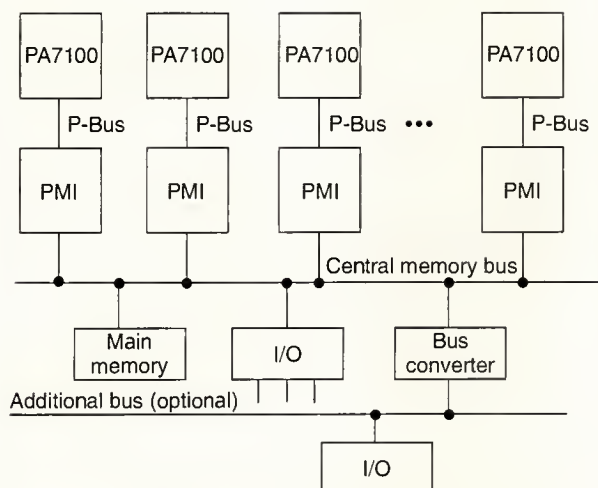 PA7100 PA7100 PA7100 PA7100
P-Bus P-Bus P-Bus ••• P-Bus
PMI PMI PMI PMI
Central memory bus
Main
memory
I/O
Bus
converter
Additional bus (optional)
I/O